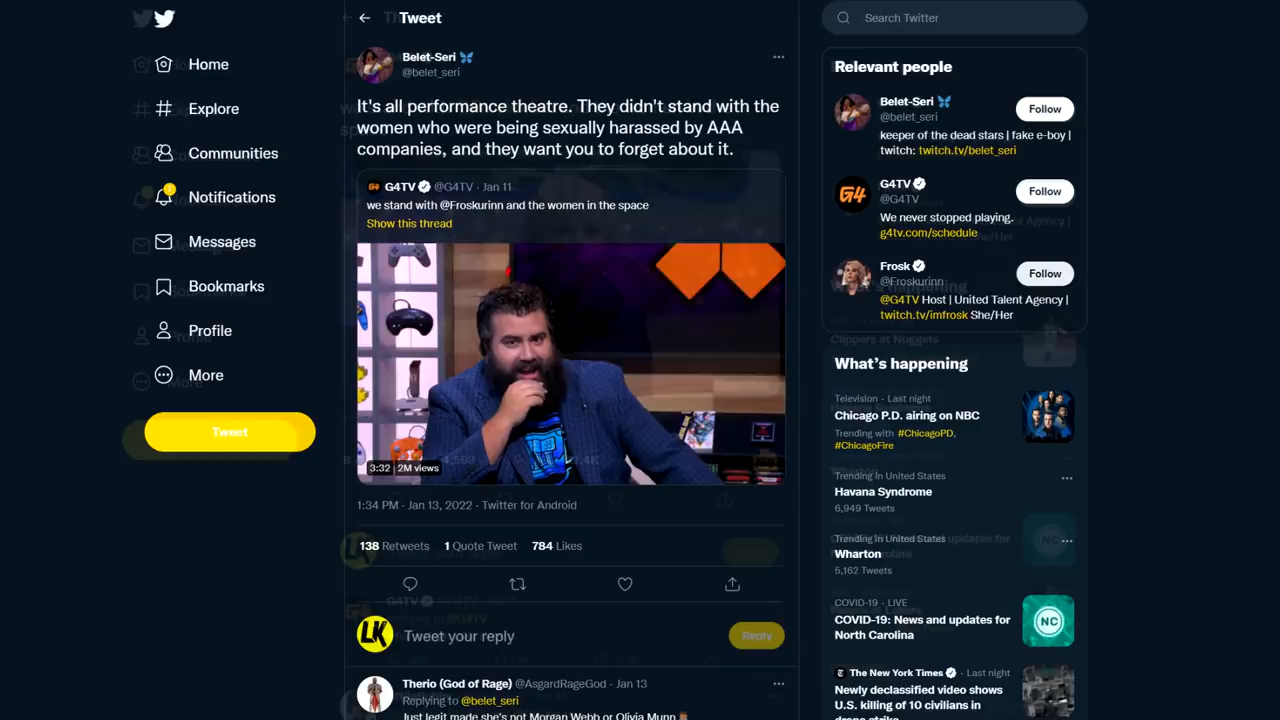 Tweet
Search Twitter
Home
Explore
Communities
Notifications
Messages
Bookmarks
Profile
More
Tweet
Belet-Seri
@belet_seri
It's all performance theatre. They didn't stand with the
women who were being sexually harassed by AAA
companies, and they want you to forget about it.
G4TV @G4TV · Jan 11
we stand with @Froskurinn and the women in the space
Show this thread
3:32 | 2M views
1:34 PM · Jan 13, 2022 · Twitter for Android
138 Retweets 1 Quote Tweet 784 Likes
LK
Tweet your reply
Reply
Therio (God of Rage) @AsgardRageGod · Jan 13
Replying to @belet_seri
Just legit made she's not Morgan Webb or Olivia Munn
Relevant people
Belet-Seri
@belet_seri
Follow
keeper of the dead stars | fake e-boy |
twitch: twitch.tv/belet_seri
G4
G4TV
@G4TV
Follow
We never stopped playing.
g4tv.com/schedule
Frosk
@Froskurinn
Follow
@G4TV Host | United Talent Agency |
twitch.tv/imfrosk She/Her
Clippers at Nuggets
What's happening
Television · Last night
Chicago P.D. airing on NBC
Trending with #ChicagoPD,
#ChicagoFire
Trending in United States
Havana Syndrome
6,949 Tweets
Trending in United States
Wharton
5,162 Tweets
COVID-19 · LIVE
COVID-19: News and updates for
North Carolina
NC
The New York Times · Last night
Newly declassified video shows
U.S. killing of 10 civilians in
drone strike